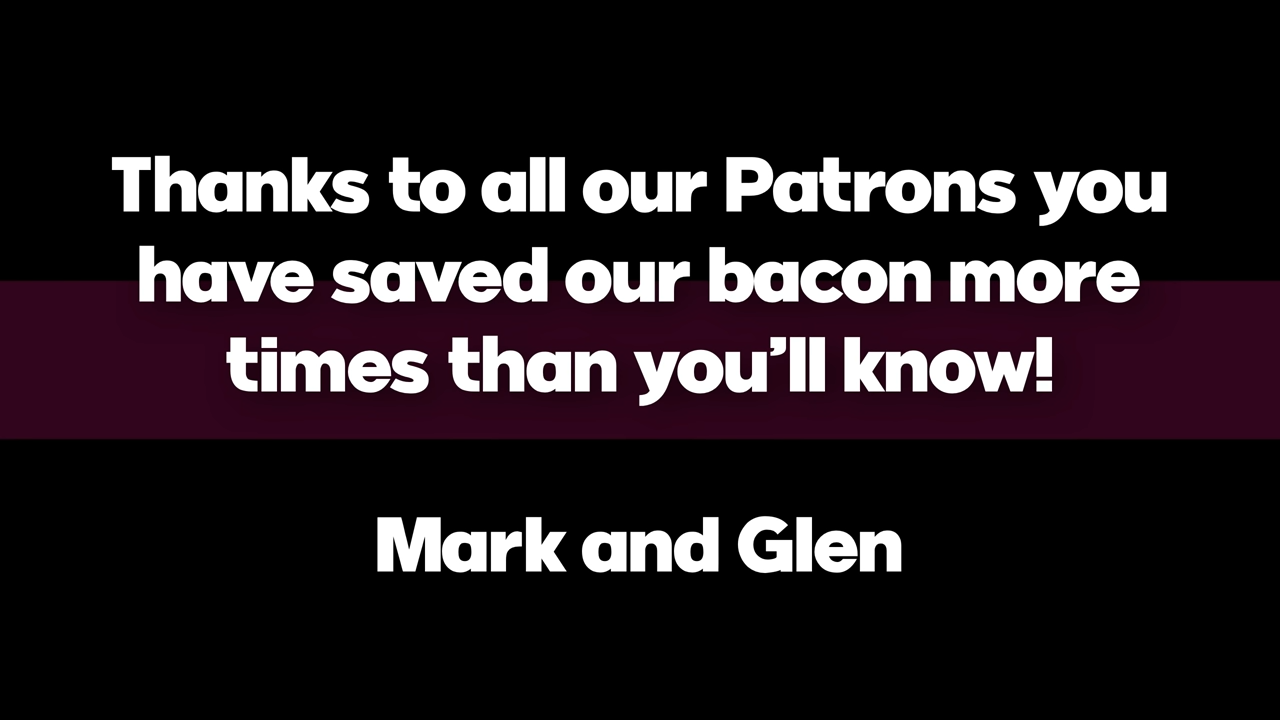 Thanks to all our Patrons you
have saved our bacon more
times than you’ll know!
Mark and Glen